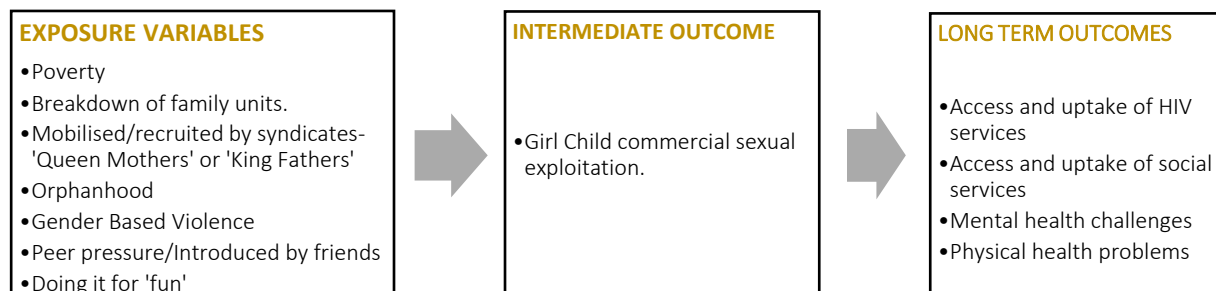 EXPOSURE VARIABLES
•Poverty
•Breakdown of family units.
•Mobilised/recruited by syndicates-
'Queen Mothers' or 'King Fathers'
•Orphanhood
•Gender Based Violence
•Peer pressure/Introduced by friends
•Doing it for 'fun'
INTERMEDIATE OUTCOME
•Girl Child commercial sexual
exploitation.
LONG TERM OUTCOMES
•Access and uptake of HIV
services
•Access and uptake of social
services
•Mental health challenges
•Physical health problems